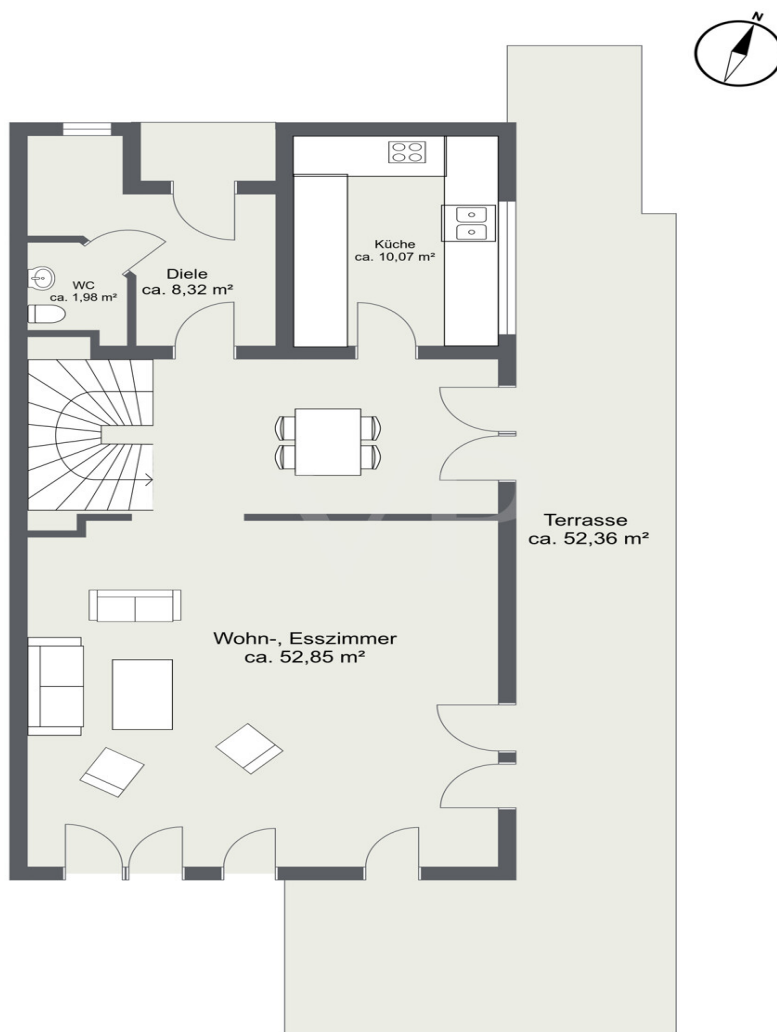 N
Küche
ca. 10,07 m²
WC
ca. 1,98 m²
Diele
ca. 8,32 m²
Terrasse
ca. 52,36 m²
Wohn-, Esszimmer
ca. 52,85 m²